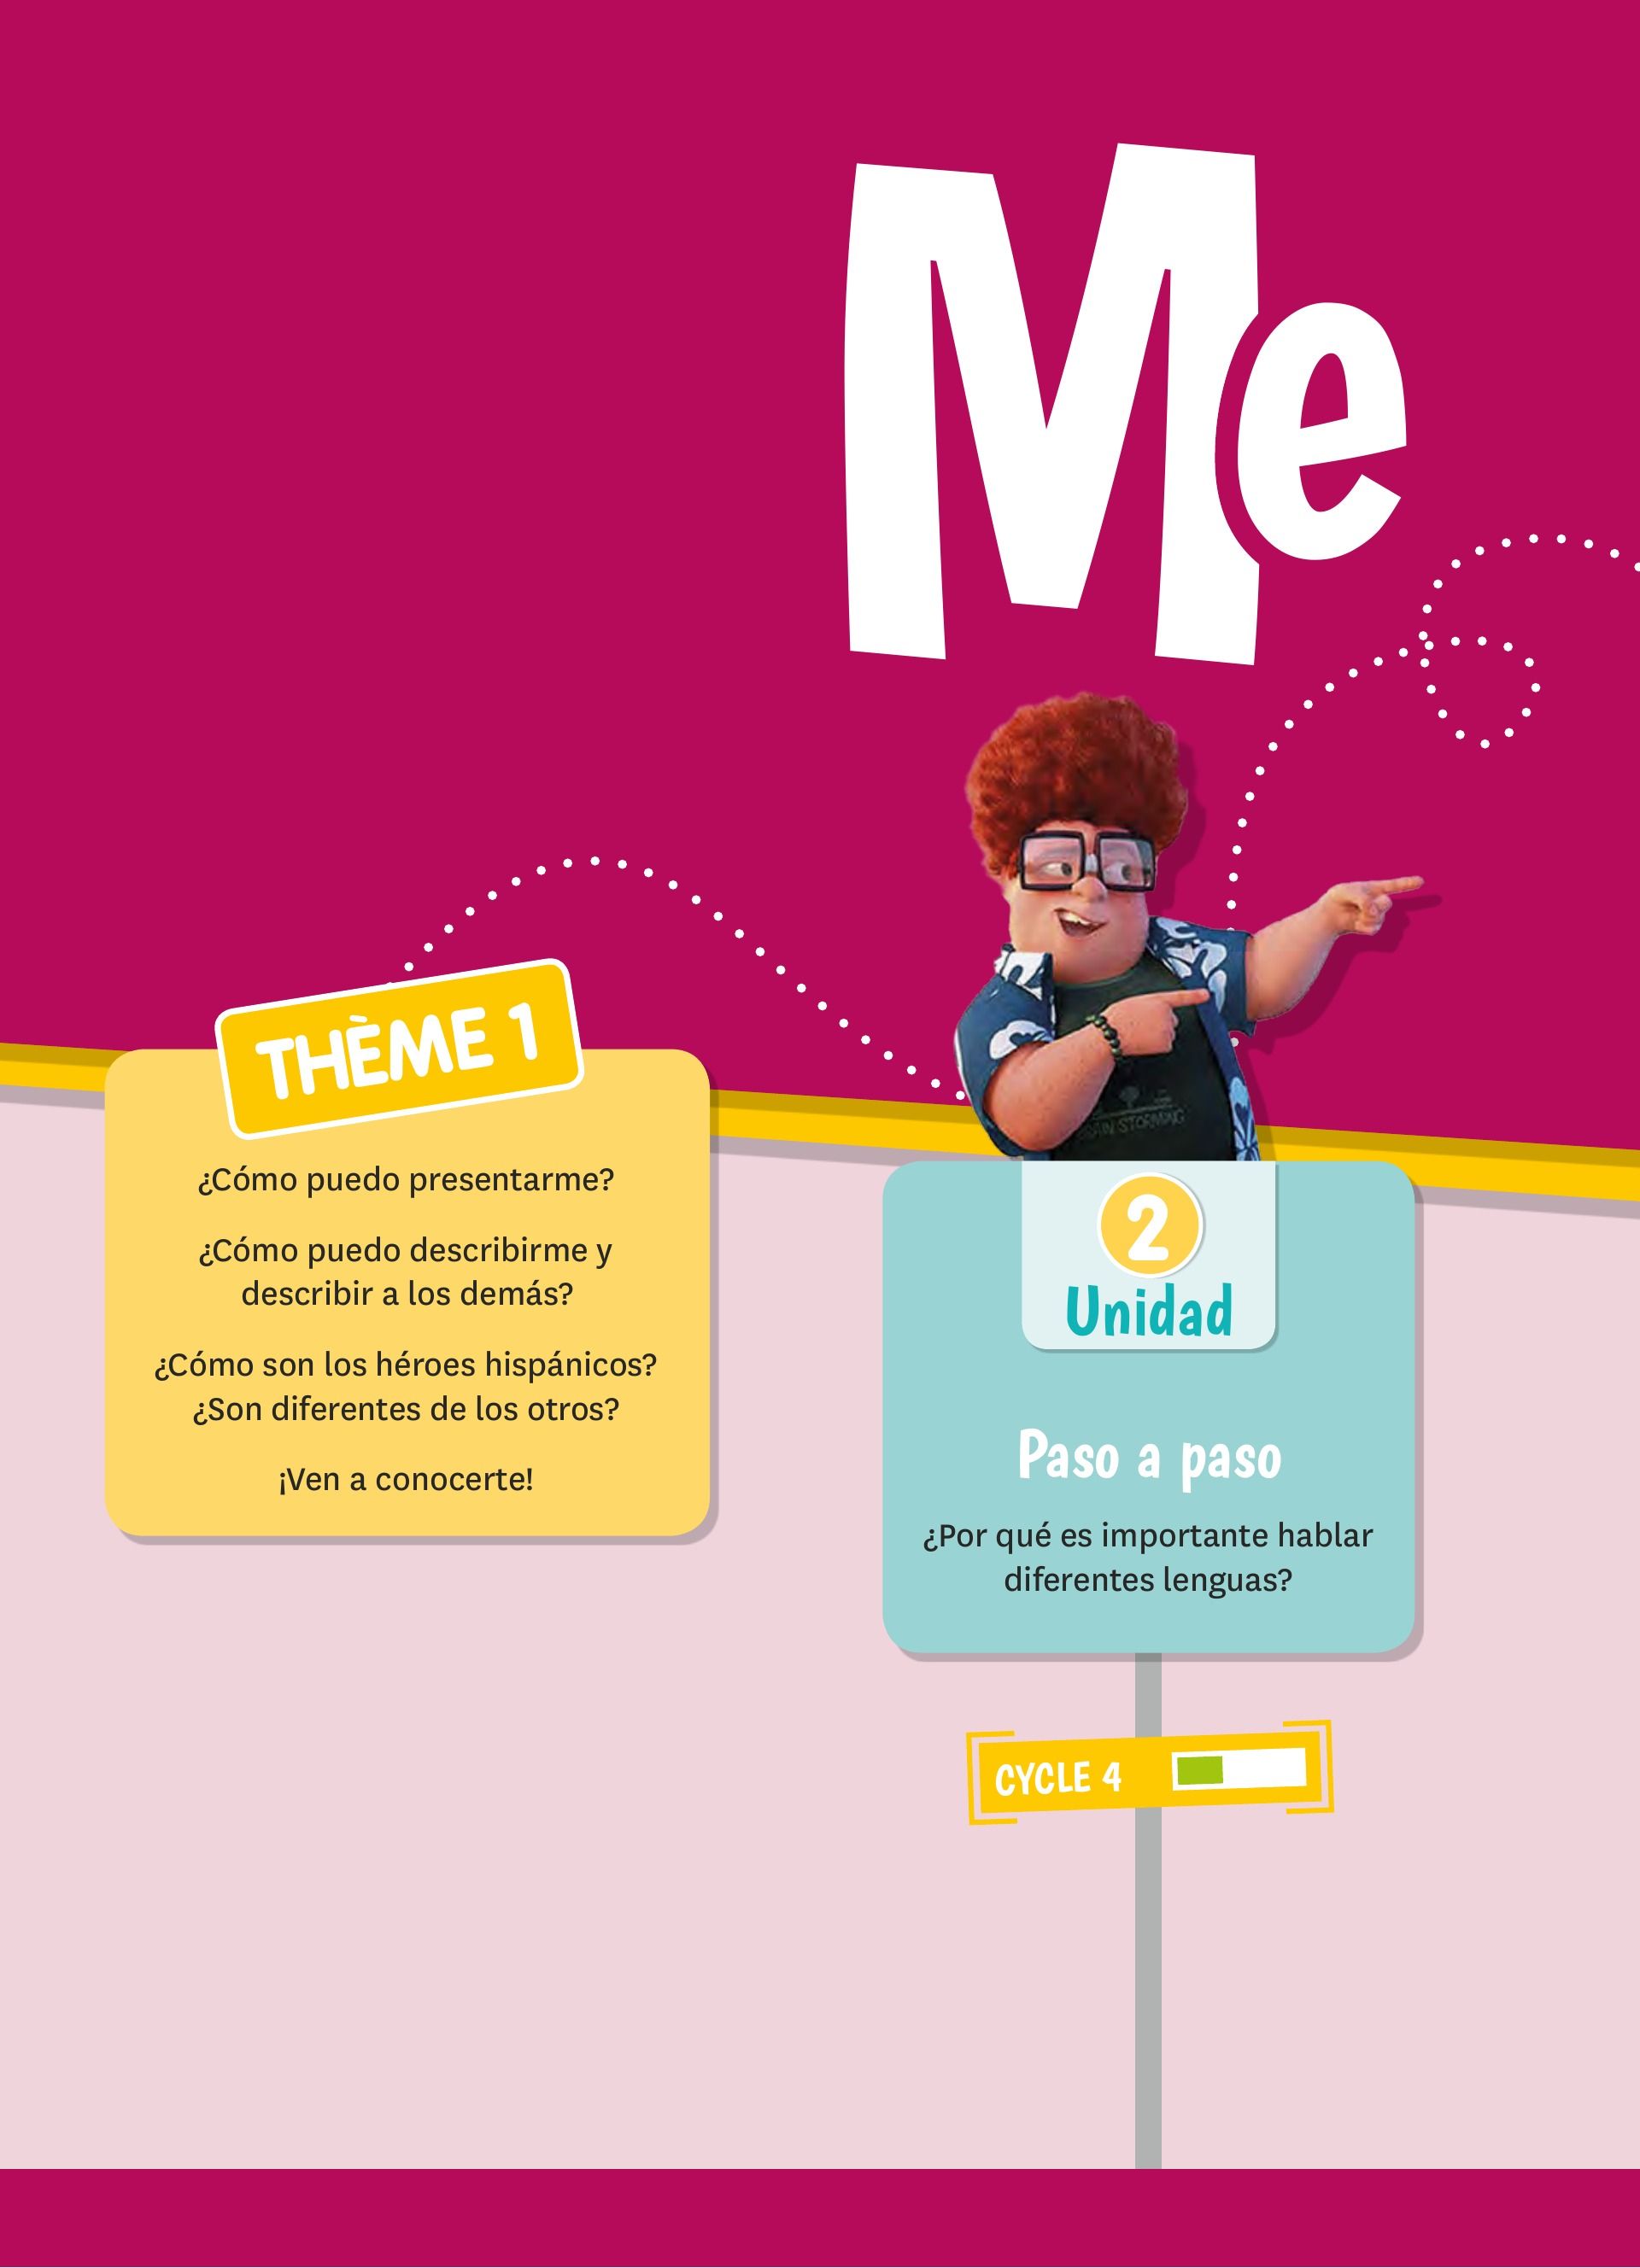 Me
THÈME 1
¿Cómo puedo presentarme?
¿Cómo puedo describirme y
describir a los demás?
¿Cómo son los héroes hispánicos?
¿Son diferentes de los otros?
¡Ven a conocerte!
2
Unidad
Paso a paso
¿Por qué es importante hablar
diferentes lenguas?
CYCLE 4